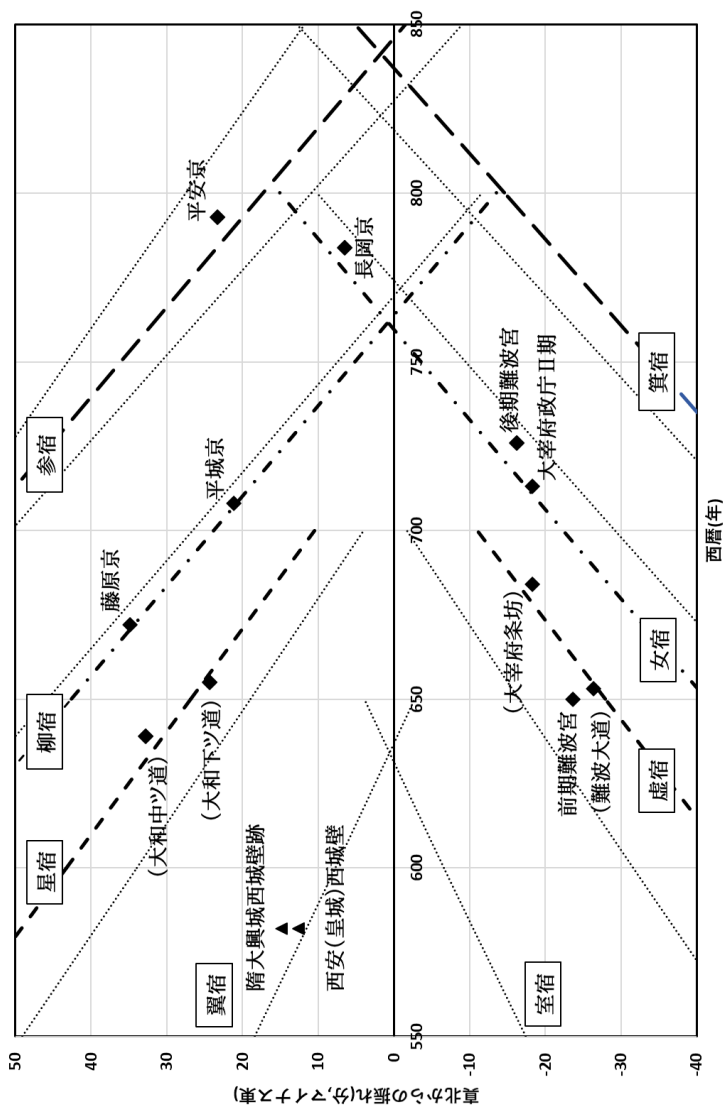 真北からの振れ(分,マイナス東)
50
40
30
20
10
0
-10
-20
-30
-40
550
600
650
700
750
800
850
西暦(年)
星宿
柳宿
参宿
翼宿
室宿
虚宿
女宿
箕宿
隋大興城西城壁跡
西安(皇城)西城壁
(大和中ツ道)
(大和下ツ道)
藤原京
平城京
平安京
長岡京
前期難波宮
(難波大道)
(大宰府条坊)
後期難波宮
大宰府政庁Ⅱ期